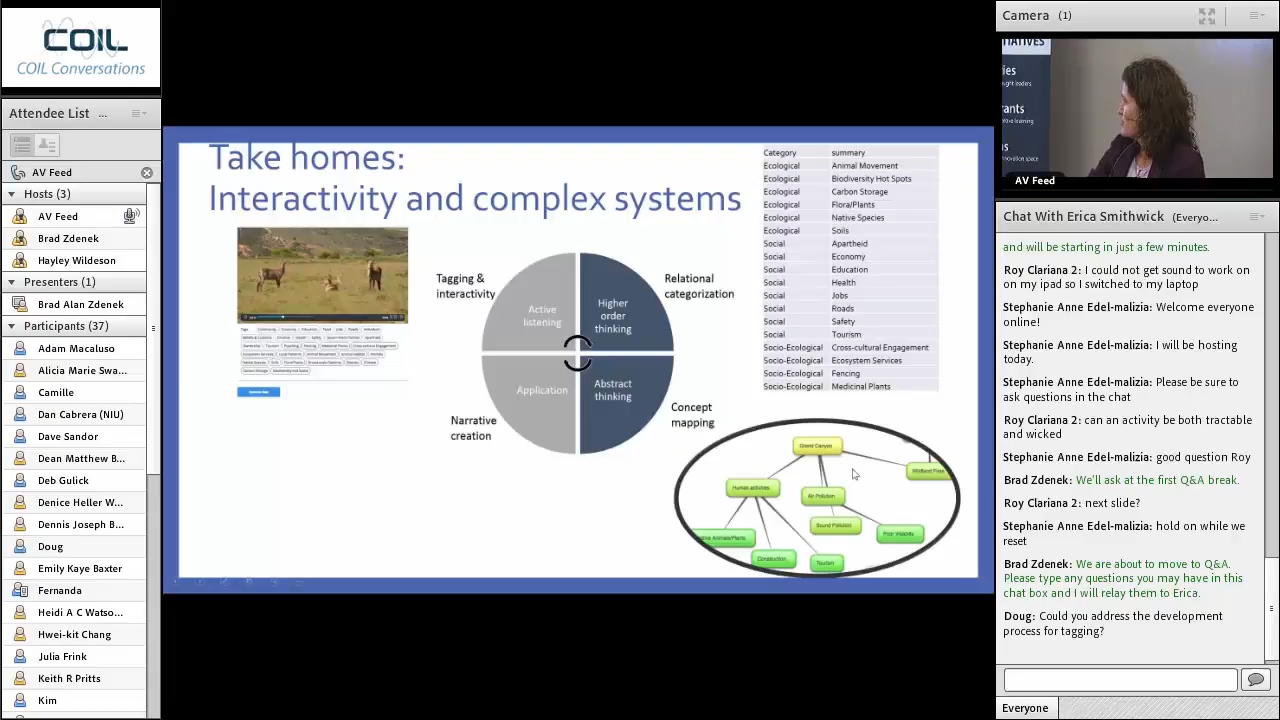 COIL
COIL Conversations
Attendee List ...
AV Feed
Hosts (3)
AV Feed
Brad Zdenek
Hayley Wildeson
Presenters (1)
Brad Alan Zdenek
Participants (37)
Alicia Marie Swa...
Camille
Dan Cabrera (NIU)
Dave Sandor
Dean Matthew B...
Deb Gulick
Denice Heller W...
Dennis Joseph B...
Doug
Emily Kaye Baxter
Fernanda
Heidi A C Watso...
Hwei-kit Chang
Julia Frink
Keith R Pritts
Kim
Take homes:
Interactivity and complex systems
Tagging &
interactivity
Active
listening
Higher
order
thinking
Relational
categorization
Application
Abstract
thinking
Narrative
creation
Concept
mapping
Category summary
Ecological Animal Movement
Ecological Biodiversity Hot Spots
Ecological Carbon Storage
Ecological Flora/Plants
Ecological Native Species
Ecological Soils
Social Apartheid
Social Economy
Social Education
Social Health
Social Jobs
Social Roads
Social Safety
Social Tourism
Socio-Ecological Cross-cultural Engagement
Socio-Ecological Ecosystem Services
Socio-Ecological Fencing
Socio-Ecological Medicinal Plants
Grand Canyon
Human activities
Air Pollution
Wildland Fires
Sound Pollution
Poor Visibility
Animals/Plants
Construction
Tourism
Camera (1)
AV Feed
Chat With Erica Smithwick (Everyo...
and will be starting in just a few minutes.
Roy Clariana 2: I could not get sound to work on
on my ipad so I switched to my laptop
Stephanie Anne Edel-malizia: Welcome everyone
online!
Stephanie Anne Edel-malizia: I will be hosting
today.
Stephanie Anne Edel-malizia: Please be sure to
ask questions in the chat
Roy Clariana 2: can an activity be both tractable
and wicked
Stephanie Anne Edel-malizia: good question Roy
Brad Zdenek: We'll ask at the first Q&A break.
Roy Clariana 2: next slide?
Stephanie Anne Edel-malizia: hold on while we
reset
Brad Zdenek: We are about to move to Q&A.
Please type any questions you may have in this
chat box and I will relay them to Erica.
Doug: Could you address the development
process for tagging?
Everyone